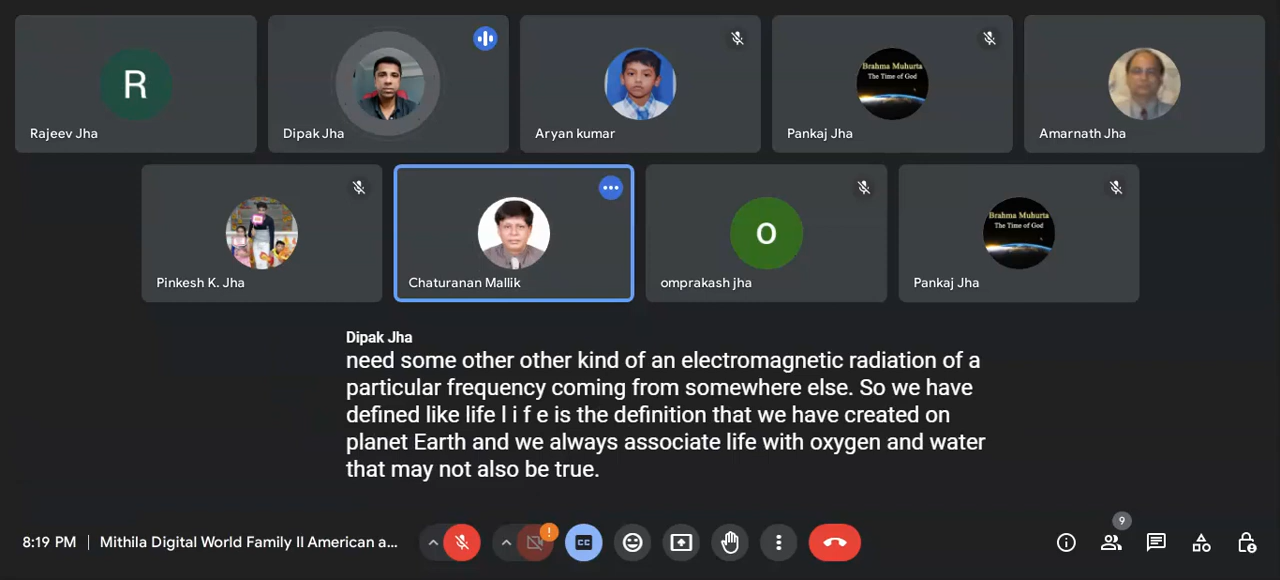 R
Rajeev Jha
Dipak Jha
Aryan kumar
Brahma Muhurta
The Time of God
Pankaj Jha
Amarnath Jha
Pinkesh K. Jha
Chaturanan Mallik
O
omprakash jha
Brahma Muhurta
The Time of God
Pankaj Jha
Dipak Jha
need some other other kind of an electromagnetic radiation of a
particular frequency coming from somewhere else. So we have
defined like life l i f e is the definition that we have created on
planet Earth and we always associate life with oxygen and water
that may not also be true.
8:19 PM | Mithila Digital World Family II American a...
!
CC
9